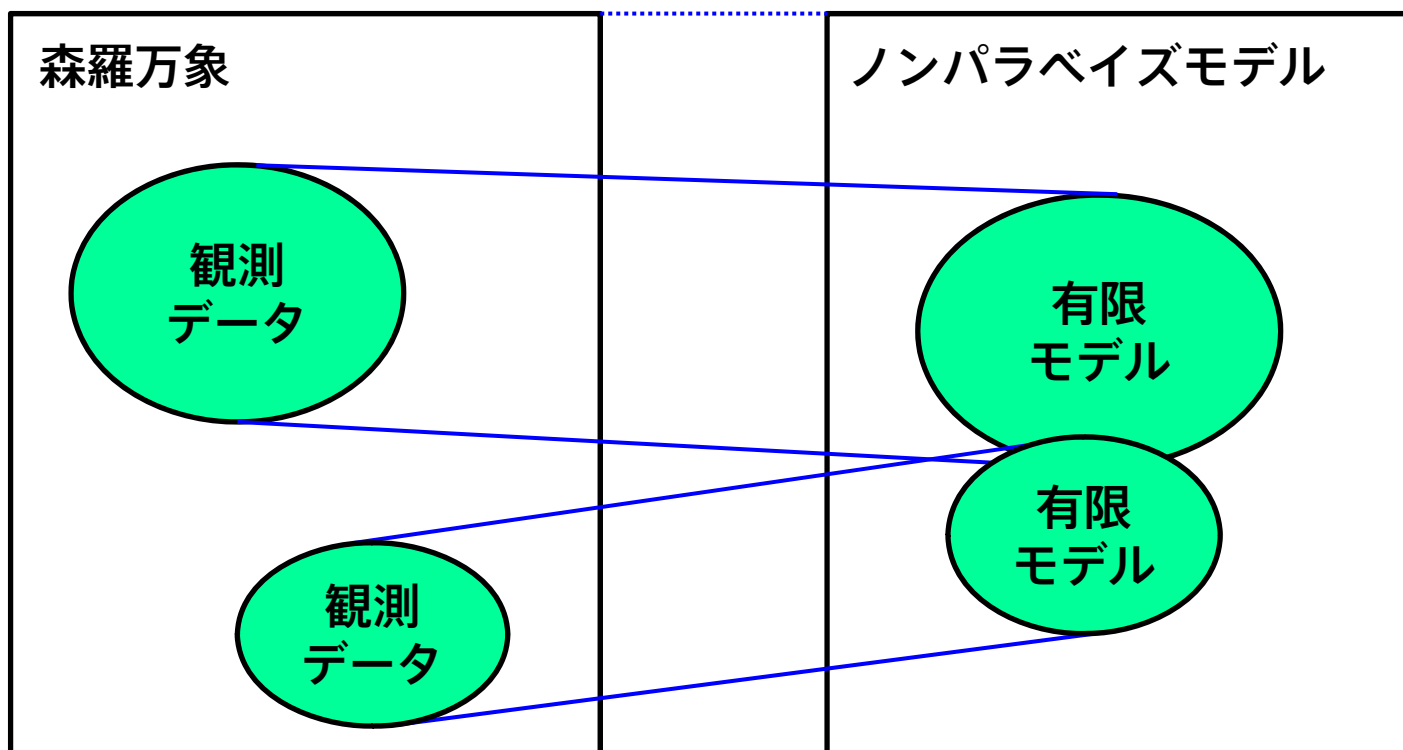 森羅万象
ノンパラベイズモデル
観測
データ
有限
モデル
有限
モデル
観測
データ